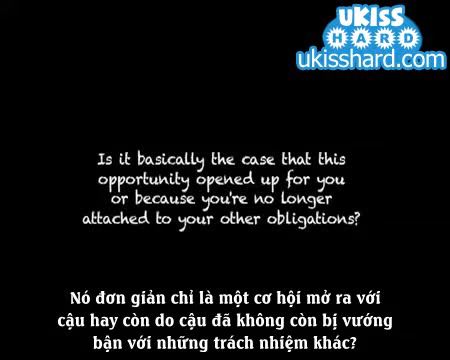 UKISS
HARD
ukisshard.com
Is it basically the case that this
opportunity opened up for you
or because you're no longer
attached to your other obligations?
Nó đơn giản chỉ là một cơ hội mở ra với
cậu hay còn do cậu đã không còn bị vướng
bận với những trách nhiệm khác?